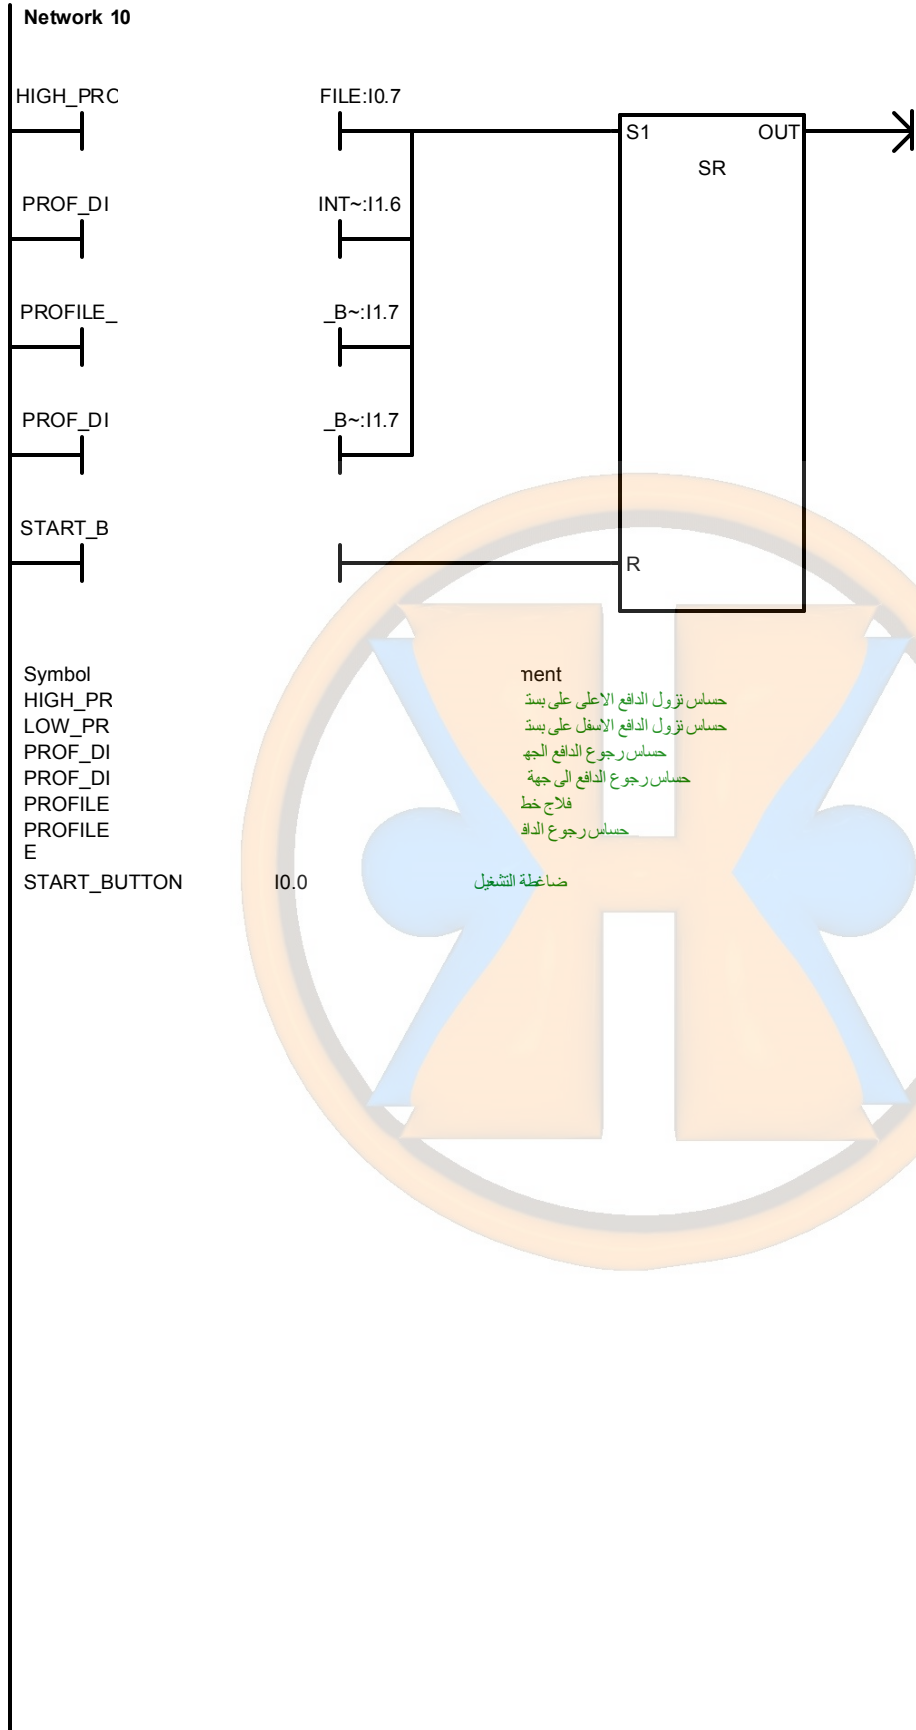 Network 10
HIGH_PRO FILE:I0.7
S1 OUT
SR
PROF_DI INT~:I1.6
PROFILE_ _B~:I1.7
PROF_DI _B~:I1.7
START_B
R
Symbol ment
HIGH_PR حساس نزول الدافع الاعلى على بست
LOW_PR حساس نزول الدافع الاسفل على بست
PROF_DI حساس رجوع الدافع الجه
PROF_DI حساس رجوع الدافع الى جهة
PROFILE فلاج خط
PROFILE حساس رجوع الداف
E
START_BUTTON I0.0 ضاغطة التشغيل